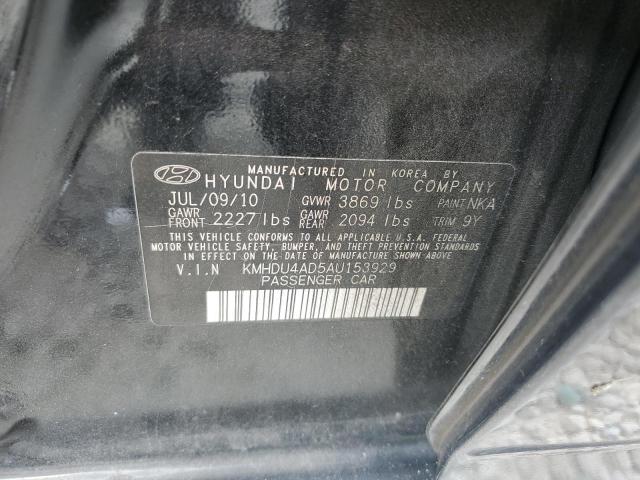 MANUFACTURED IN KOREA BY
HYUNDAI MOTOR COMPANY
JUL/09/10 GVWR 3869 lbs PAINT NKA
GAWR FRONT 2227 lbs GAWR REAR 2094 lbs TRIM 9Y
THIS VEHICLE CONFORMS TO ALL APPLICABLE U.S.A. FEDERAL
MOTOR VEHICLE SAFETY, BUMPER, AND THEFT PREVENTION STANDARDS
IN EFFECT ON THE DATE OF MANUFACTURE SHOWN ABOVE.
V.I.N KMHDU4AD5AU153929
PASSENGER CAR